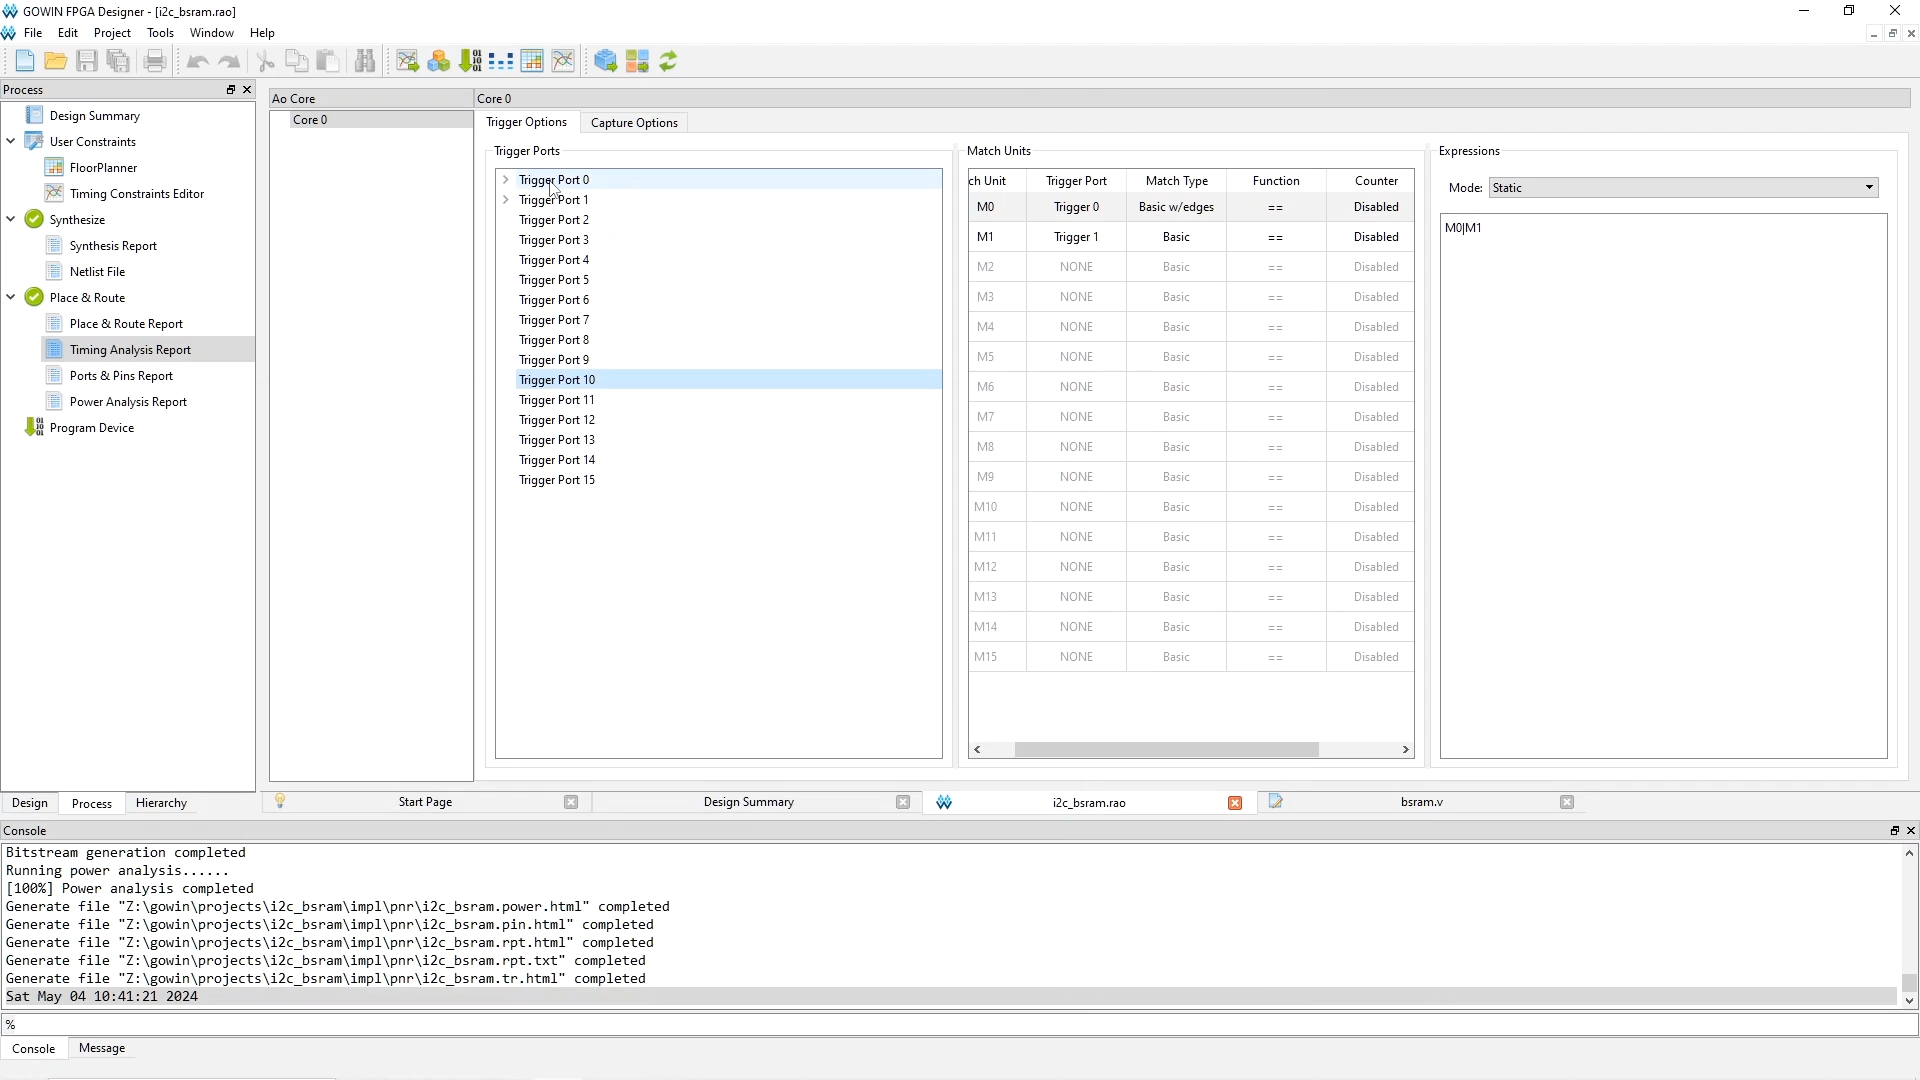 GOWIN FPGA Designer - [i2c_bsram.rao]
File Edit Project Tools Window Help
Process
Design Summary
User Constraints
FloorPlanner
Timing Constraints Editor
Synthesize
Synthesis Report
Netlist File
Place & Route
Place & Route Report
Timing Analysis Report
Ports & Pins Report
Power Analysis Report
Program Device
Design Process Hierarchy
Ao Core
Core 0
Core 0
Trigger Options Capture Options
Trigger Ports
Trigger Port 0
Trigger Port 1
Trigger Port 2
Trigger Port 3
Trigger Port 4
Trigger Port 5
Trigger Port 6
Trigger Port 7
Trigger Port 8
Trigger Port 9
Trigger Port 10
Trigger Port 11
Trigger Port 12
Trigger Port 13
Trigger Port 14
Trigger Port 15
Match Units
ch Unit Trigger Port Match Type Function Counter
M0 Trigger 0 Basic w/edges == Disabled
M1 Trigger 1 Basic == Disabled
M2 NONE Basic == Disabled
M3 NONE Basic == Disabled
M4 NONE Basic == Disabled
M5 NONE Basic == Disabled
M6 NONE Basic == Disabled
M7 NONE Basic == Disabled
M8 NONE Basic == Disabled
M9 NONE Basic == Disabled
M10 NONE Basic == Disabled
M11 NONE Basic == Disabled
M12 NONE Basic == Disabled
M13 NONE Basic == Disabled
M14 NONE Basic == Disabled
M15 NONE Basic == Disabled
Expressions
Mode: Static
M0|M1
Start Page Design Summary i2c_bsram.rao bsram.v
Console
Bitstream generation completed
Running power analysis......
[100%] Power analysis completed
Generate file "Z:\gowin\projects\i2c_bsram\impl\pnr\i2c_bsram.power.html" completed
Generate file "Z:\gowin\projects\i2c_bsram\impl\pnr\i2c_bsram.pin.html" completed
Generate file "Z:\gowin\projects\i2c_bsram\impl\pnr\i2c_bsram.rpt.html" completed
Generate file "Z:\gowin\projects\i2c_bsram\impl\pnr\i2c_bsram.rpt.txt" completed
Generate file "Z:\gowin\projects\i2c_bsram\impl\pnr\i2c_bsram.tr.html" completed
Sat May 04 10:41:21 2024
%
Console Message